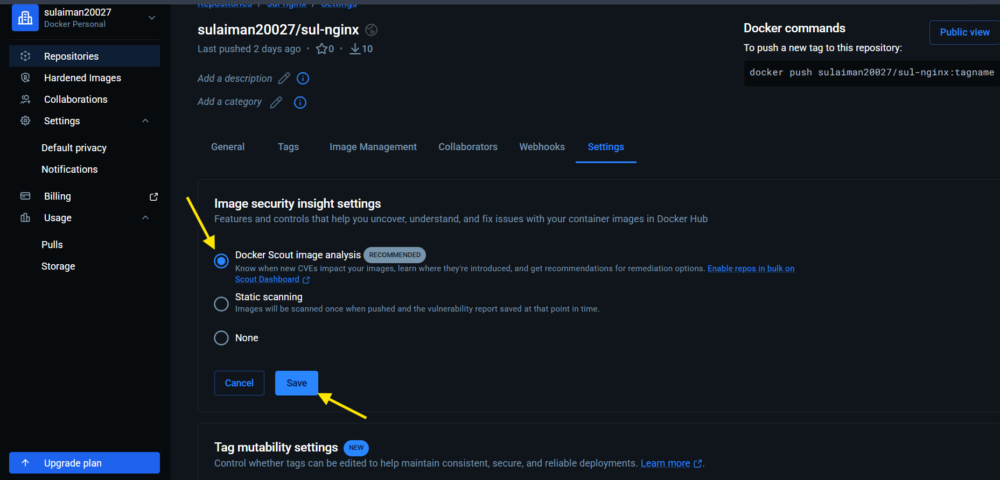 sulaiman20027
Docker Personal
Repositories
Hardened Images
Collaborations
Settings
Default privacy
Notifications
Billing
Usage
Pulls
Storage
Upgrade plan
Repositories / sul-nginx / Settings
sulaiman20027/sul-nginx
Last pushed 2 days ago • 0 • 10
Add a description
Add a category
Docker commands
Public view
To push a new tag to this repository:
docker push sulaiman20027/sul-nginx:tagname
General Tags Image Management Collaborators Webhooks Settings
Image security insight settings
Features and controls that help you uncover, understand, and fix issues with your container images in Docker Hub
Docker Scout image analysis RECOMMENDED
Know when new CVEs impact your images, learn where they're introduced, and get recommendations for remediation options. Enable repos in bulk on
Scout Dashboard
Static scanning
Images will be scanned once when pushed and the vulnerability report saved at that point in time.
None
Cancel Save
Tag mutability settings NEW
Control whether tags can be edited to help maintain consistent, secure, and reliable deployments. Learn more .